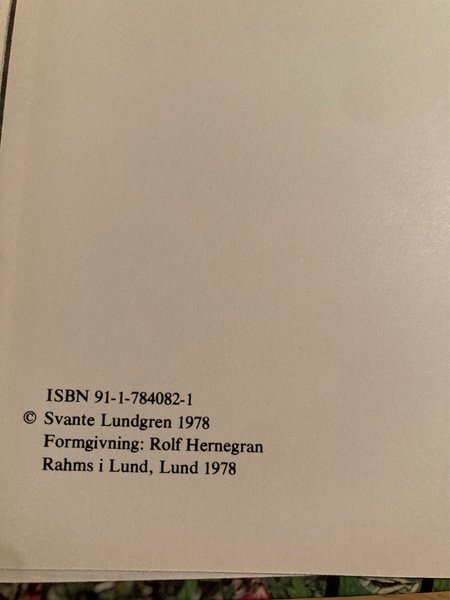 ISBN 91-1-784082-1
© Svante Lundgren 1978
Formgivning: Rolf Hernegran
Rahms i Lund, Lund 1978